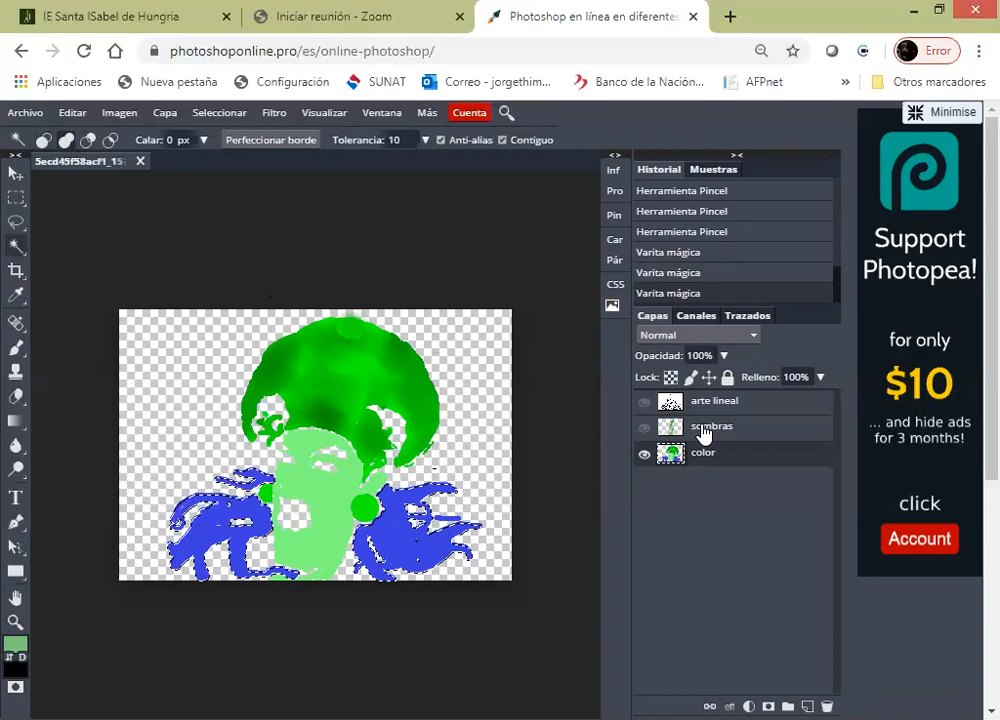 IE Santa ISabel de Hungria
Iniciar reunión - Zoom
Photoshop en línea en diferentes
photoshoponline.pro/es/online-photoshop/
Error
Aplicaciones
Nueva pestaña
Configuración
SUNAT
Correo - jorgethim...
Banco de la Nación...
AFPnet
»
Otros marcadores
Archivo Editar Imagen Capa Seleccionar Filtro Visualizar Ventana Más Cuenta
Minimise
Calar: 0 px
Perfeccionar borde
Tolerancia: 10
Anti-alias
Contiguo
5ecd45f58acf1_15
Inf
Pro
Pin
Car
Pár
CSS
Historial Muestras
Herramienta Pincel
Herramienta Pincel
Herramienta Pincel
Varita mágica
Varita mágica
Varita mágica
Capas Canales Trazados
Normal
Opacidad: 100%
Lock:
Relleno: 100%
arte lineal
sombras
color
eff
D
Support
Photopea!
for only
$10
... and hide ads
for 3 months!
click
Account